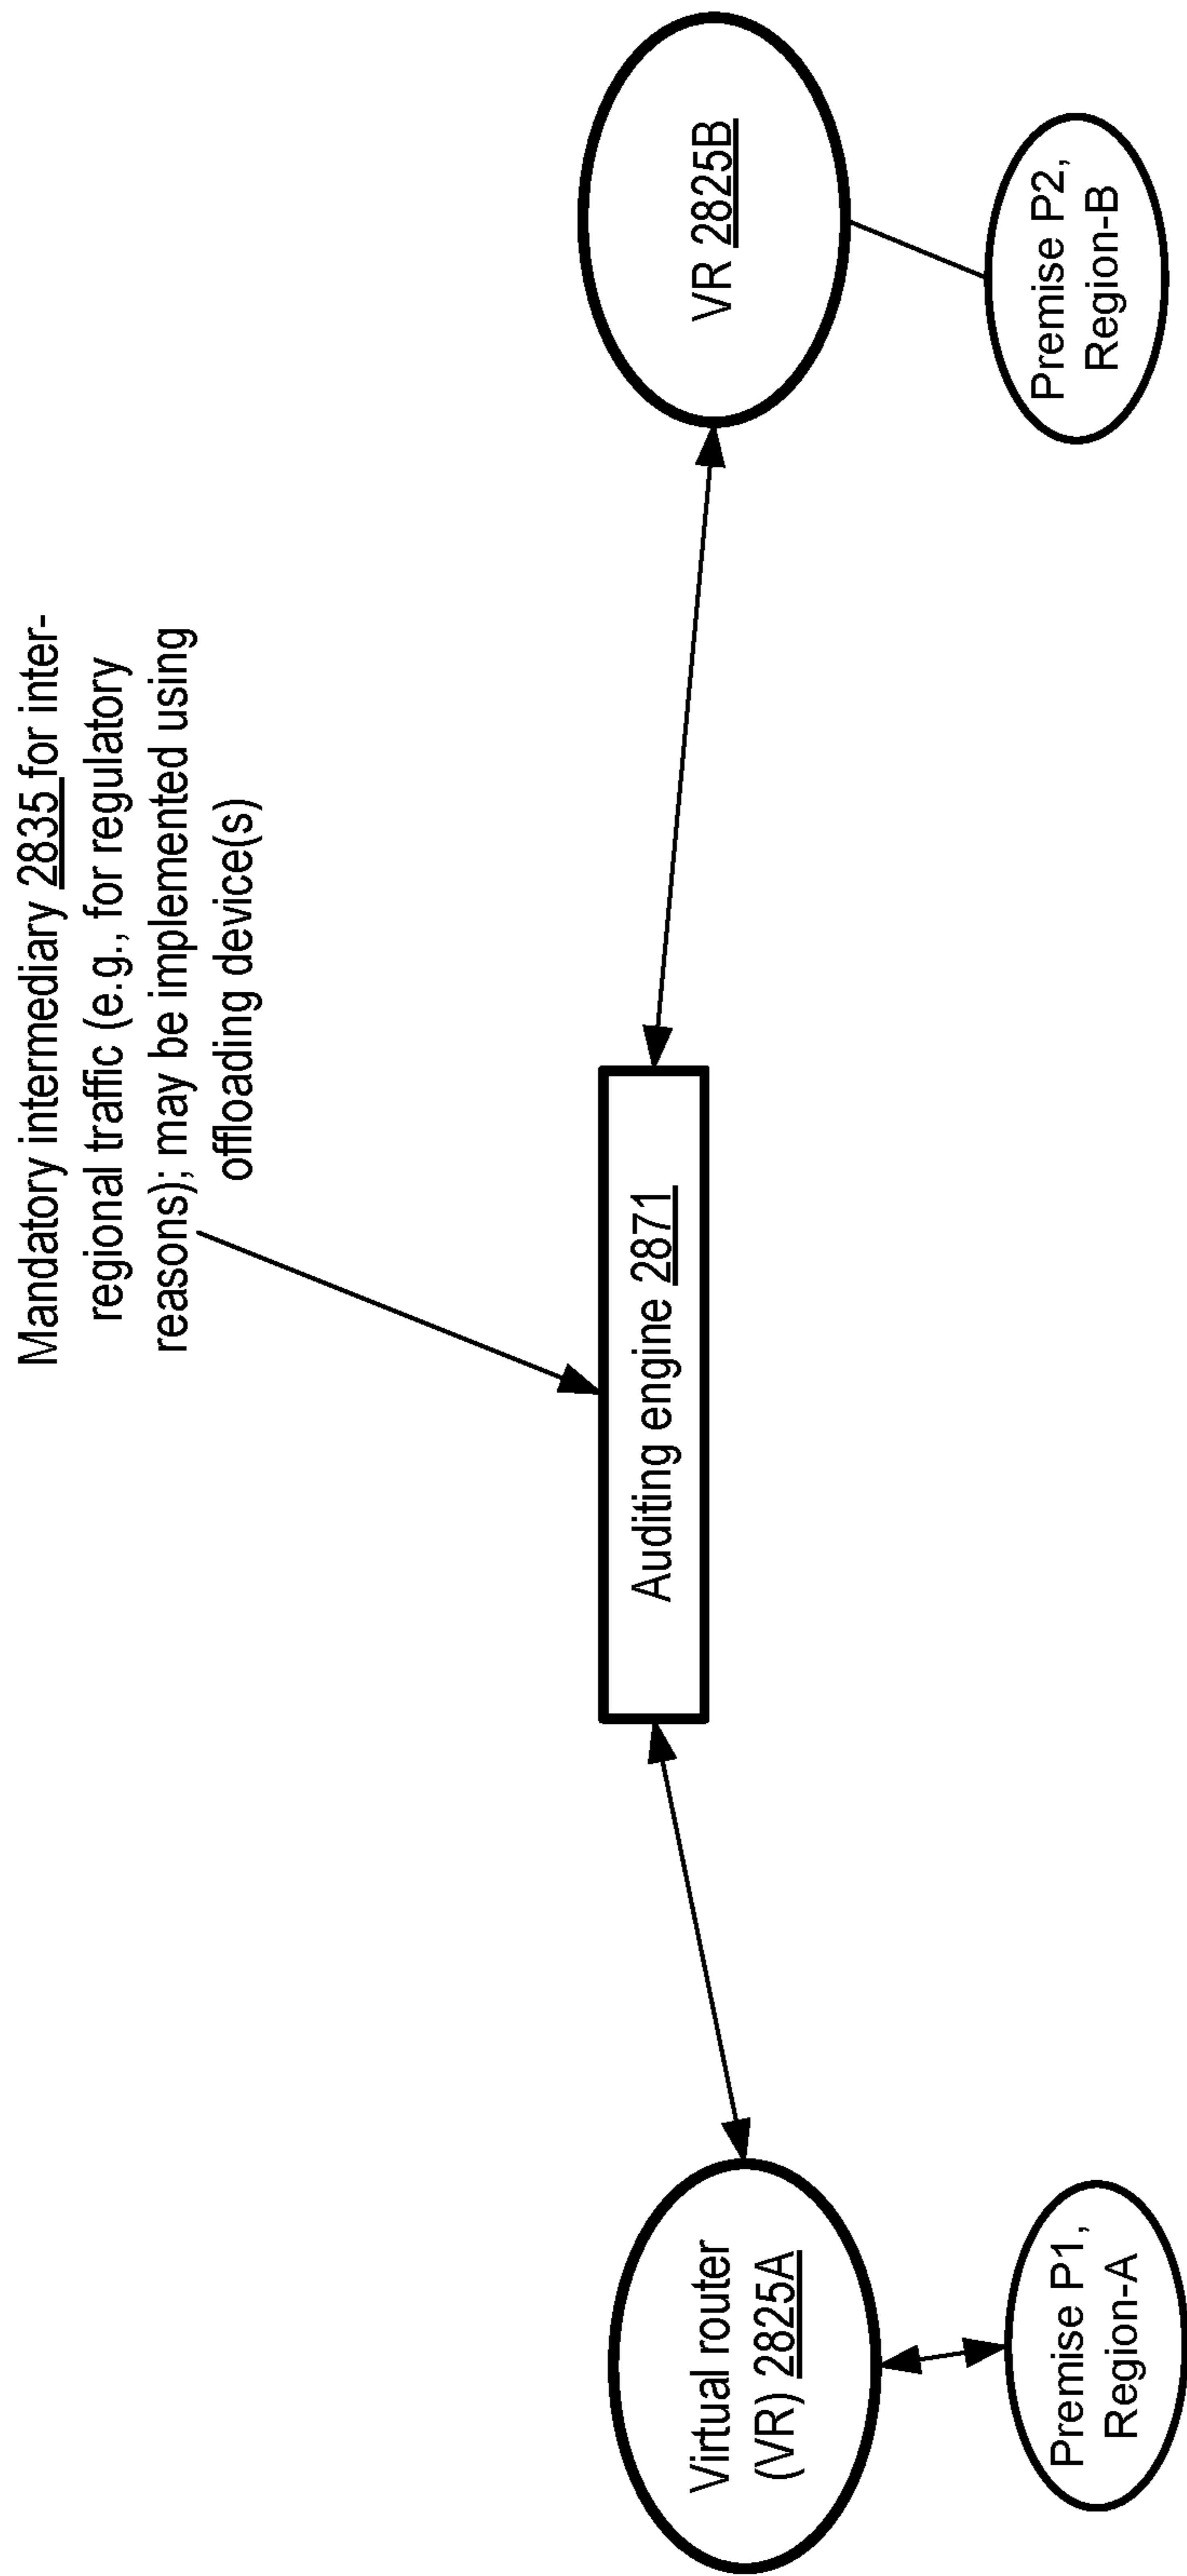 Mandatory intermediary 2835 for inter-
regional traffic (e.g., for regulatory
reasons); may be implemented using
offloading device(s)
Virtual router
(VR) 2825A
Auditing engine 2871
VR 2825B
Premise P1,
Region-A
Premise P2,
Region-B